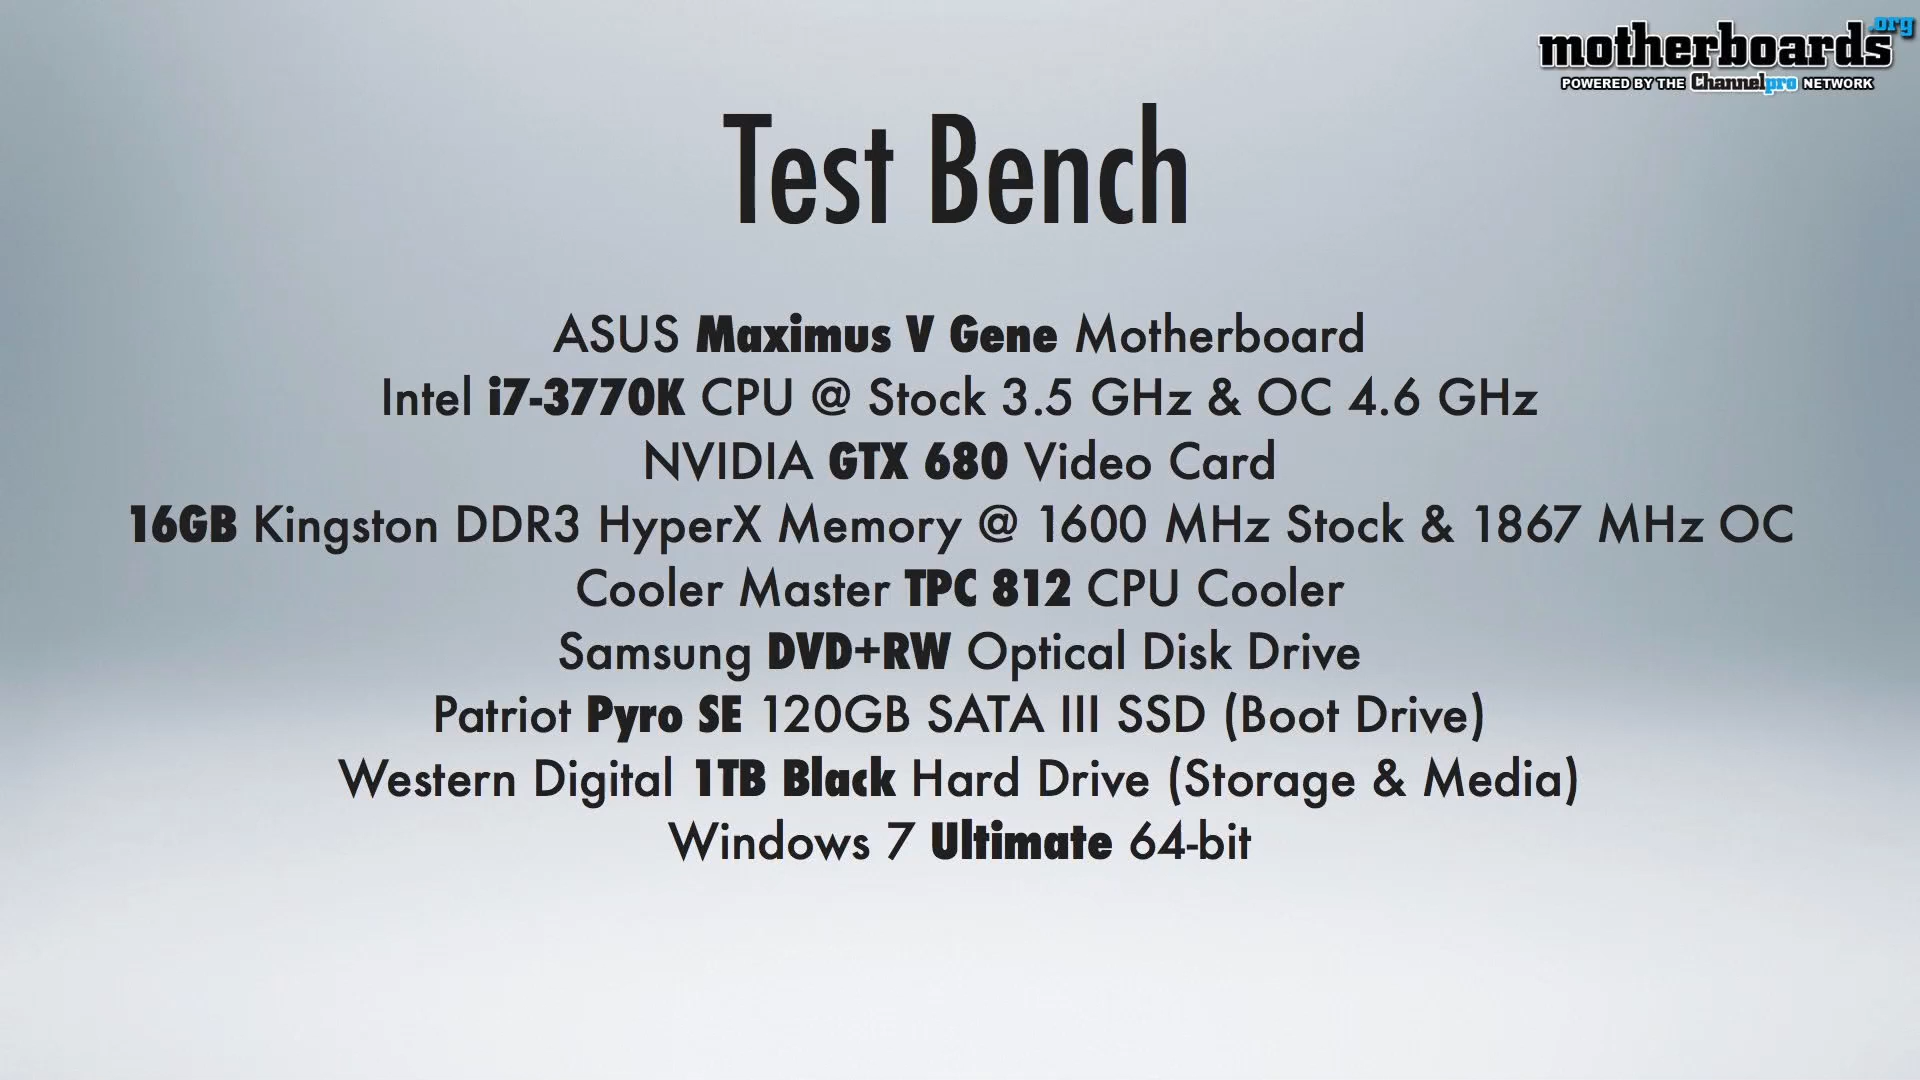 motherboards.org
POWERED BY THE Channelpro NETWORK
Test Bench
ASUS Maximus V Gene Motherboard
Intel i7-3770K CPU @ Stock 3.5 GHz & OC 4.6 GHz
NVIDIA GTX 680 Video Card
16GB Kingston DDR3 HyperX Memory @ 1600 MHz Stock & 1867 MHz OC
Cooler Master TPC 812 CPU Cooler
Samsung DVD+RW Optical Disk Drive
Patriot Pyro SE 120GB SATA III SSD (Boot Drive)
Western Digital 1TB Black Hard Drive (Storage & Media)
Windows 7 Ultimate 64-bit